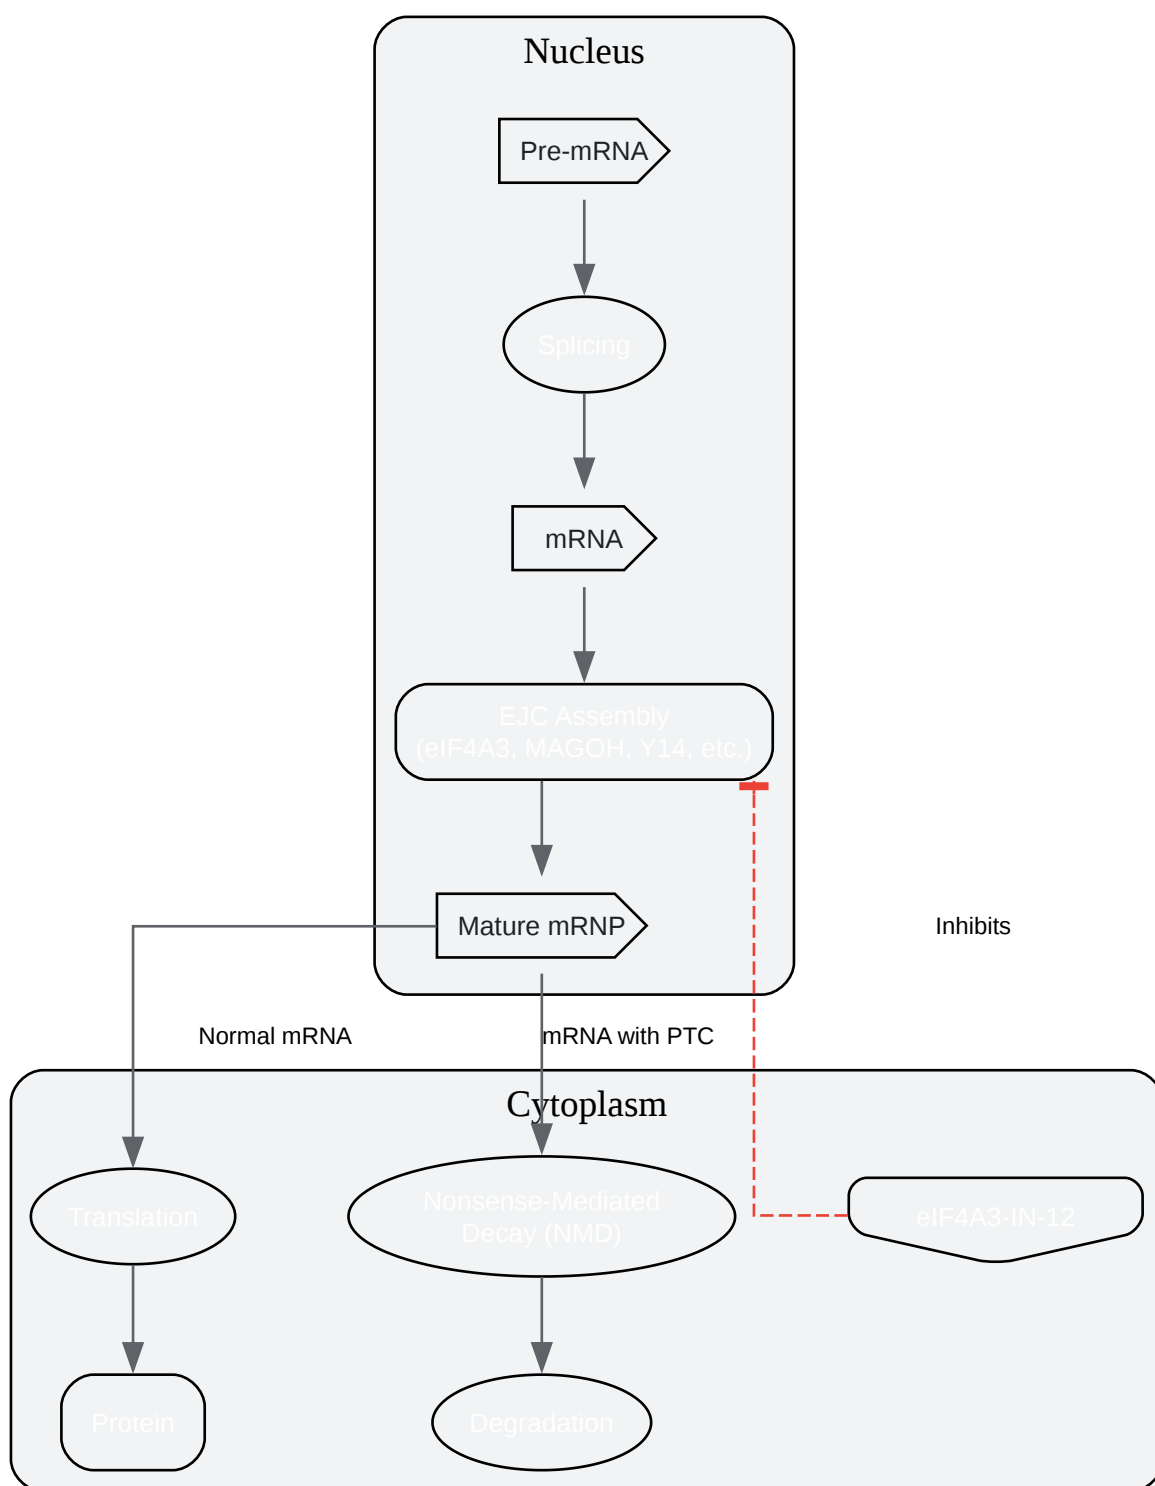 Nucleus
Pre-mRNA
Splicing
mRNA
EJC Assembly
(eIF4A3, MAGOH, Y14, etc.)
Mature mRNP
Inhibits
Normal mRNA
mRNA with PTC
Cytoplasm
Translation
Nonsense-Mediated
Decay (NMD)
eIF4A3-IN-12
Protein
Degradation